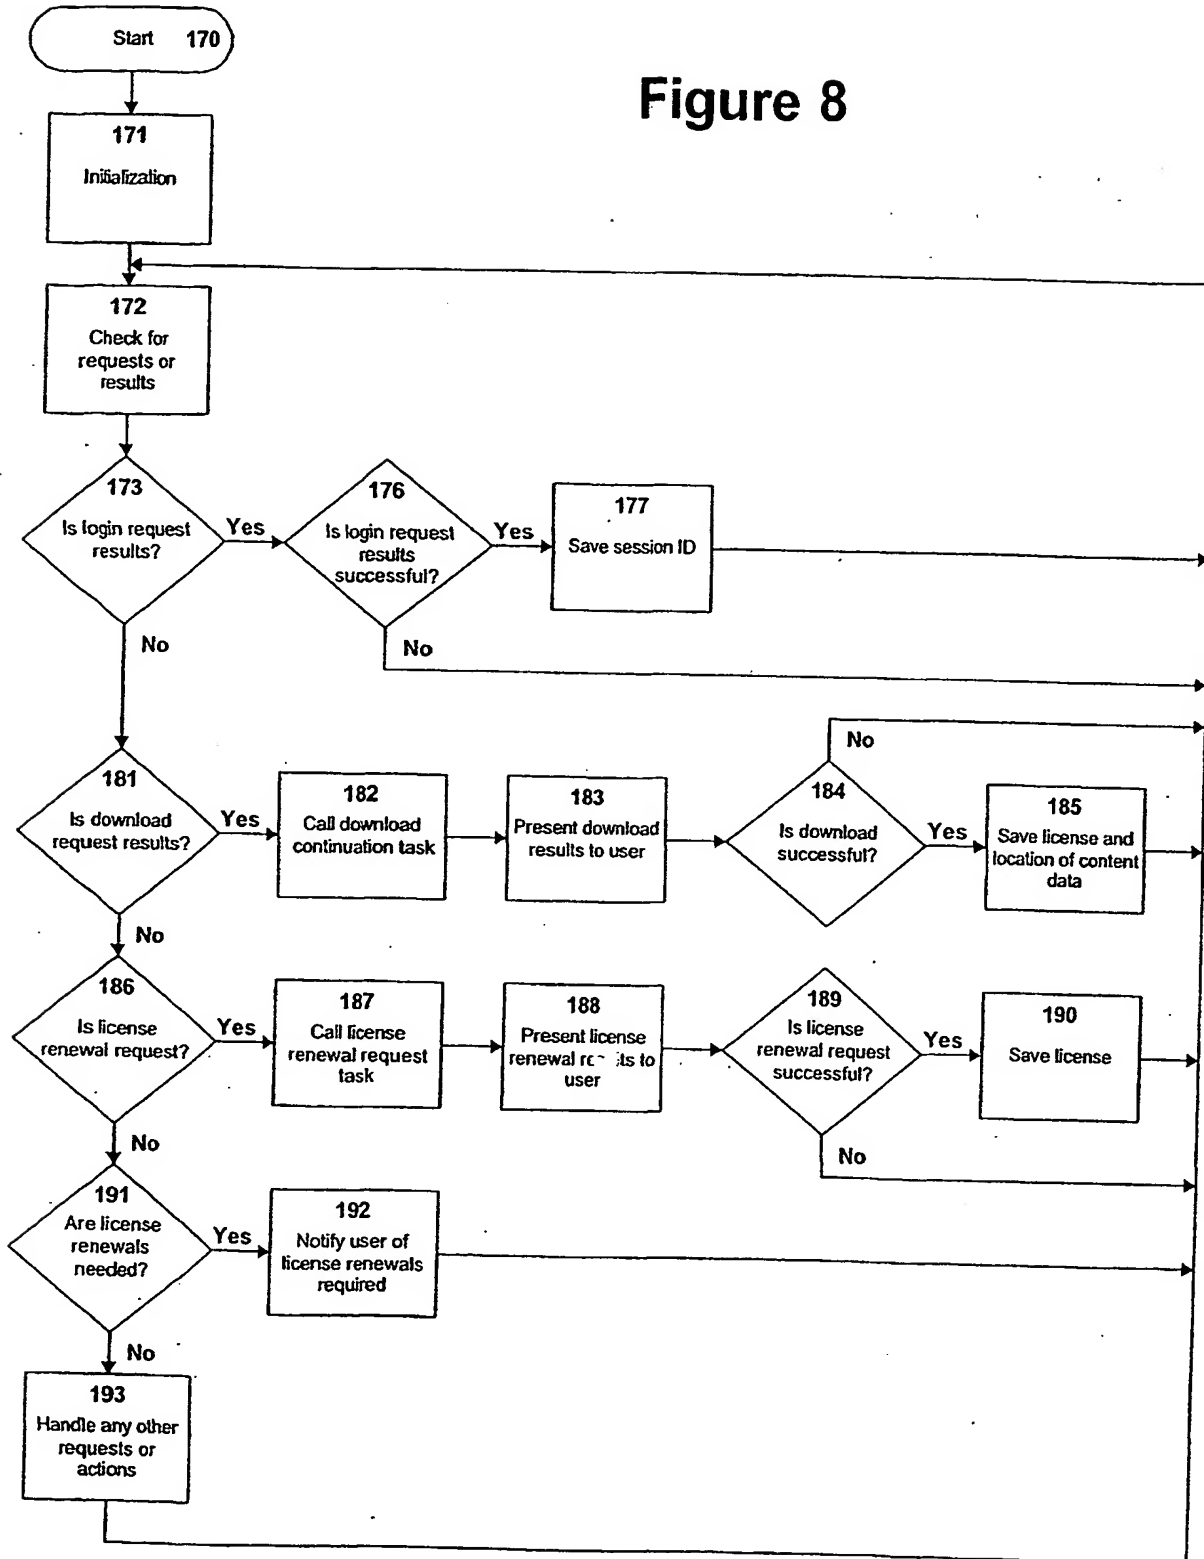 Start 170
Figure 8
171
Initialization
172
Check for
requests or
results
173
Is login request
results?
Yes
No
176
Is login request
results
successful?
Yes
No
177
Save session ID
181
Is download
request results?
Yes
No
182
Call download
continuation task
183
Present download
results to user
184
Is download
successful?
No
Yes
185
Save license and
location of content
data
186
Is license
renewal request?
Yes
No
187
Call license
renewal request
task
188
Present license
renewal to
user
189
Is license
renewal request
successful?
Yes
No
190
Save license
191
Are license
renewals
needed?
Yes
No
192
Notify user of
license renewals
required
193
Handle any other
requests or
actions